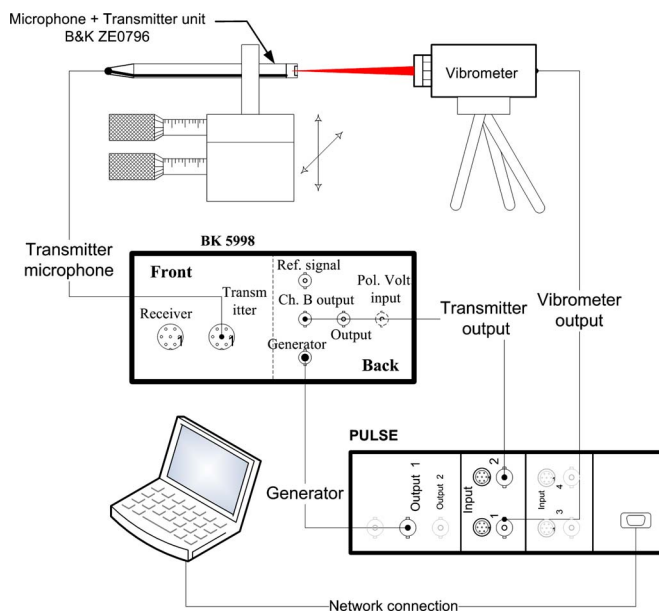 Microphone + Transmitter unit
B&K ZE0796
Vibrometer
BK 5998
Transmitter
microphone
Front
Ref. signal
Receiver
Transm
itter
Ch. B output
Pol. Volt
input
Output
Generator
Back
Transmitter
output
Vibrometer
output
PULSE
Generator
Output 1
Output 2
Input
2
1
Input
4
3
Network connection